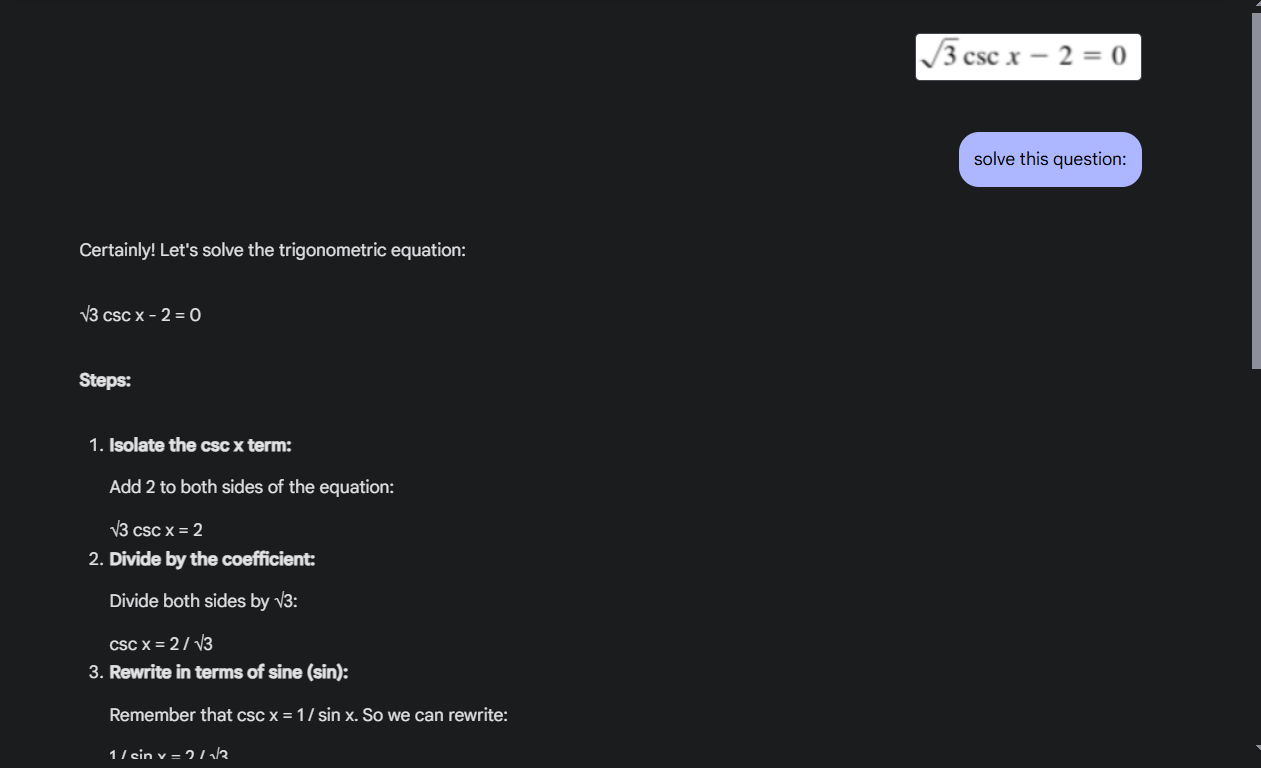 √3 csc x − 2 = 0
solve this question:
Certainly! Let's solve the trigonometric equation:
√3 csc x - 2 = 0
Steps:
1. Isolate the csc x term:
Add 2 to both sides of the equation:
√3 csc x = 2
2. Divide by the coefficient:
Divide both sides by √3:
csc x = 2 / √3
3. Rewrite in terms of sine (sin):
Remember that csc x = 1 / sin x. So we can rewrite:
1 / sin x = 2 / √3